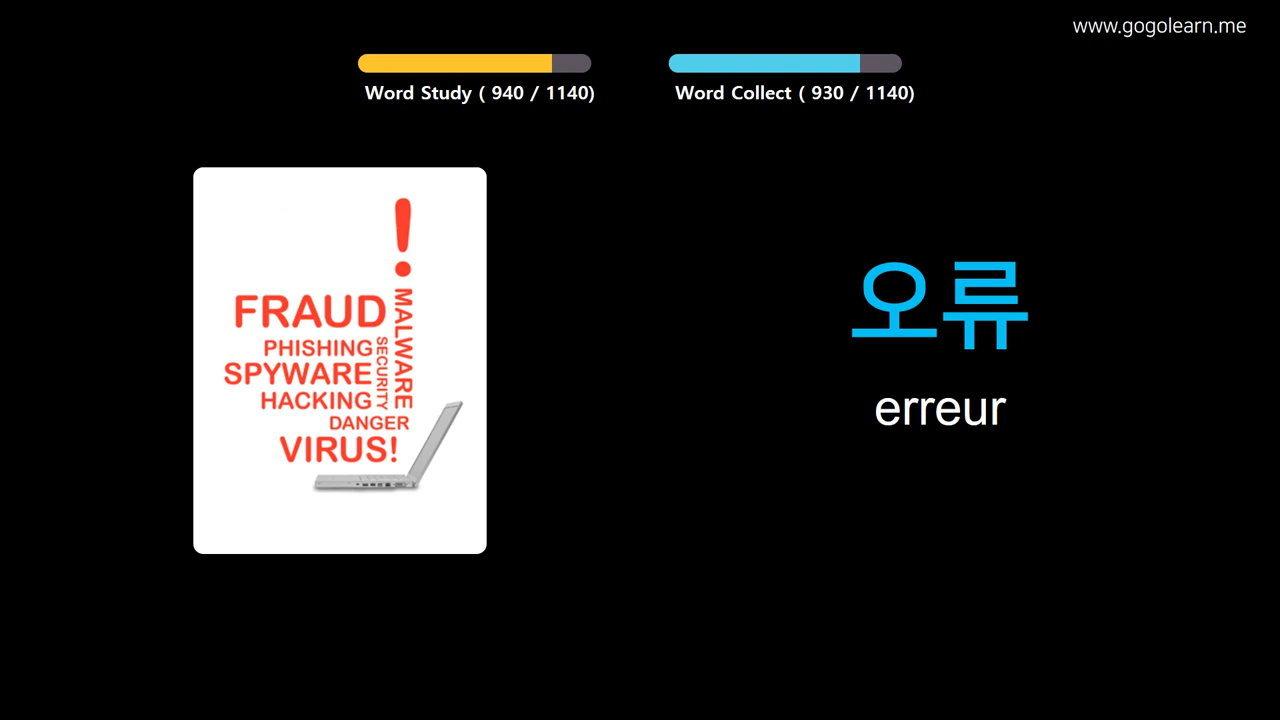 www.gogolearn.me
Word Study ( 940 / 1140)
Word Collect ( 930 / 1140)
!
FRAUD
MALWARE
PHISHING
SECURITY
SPYWARE
HACKING
DANGER
VIRUS!
오류
erreur